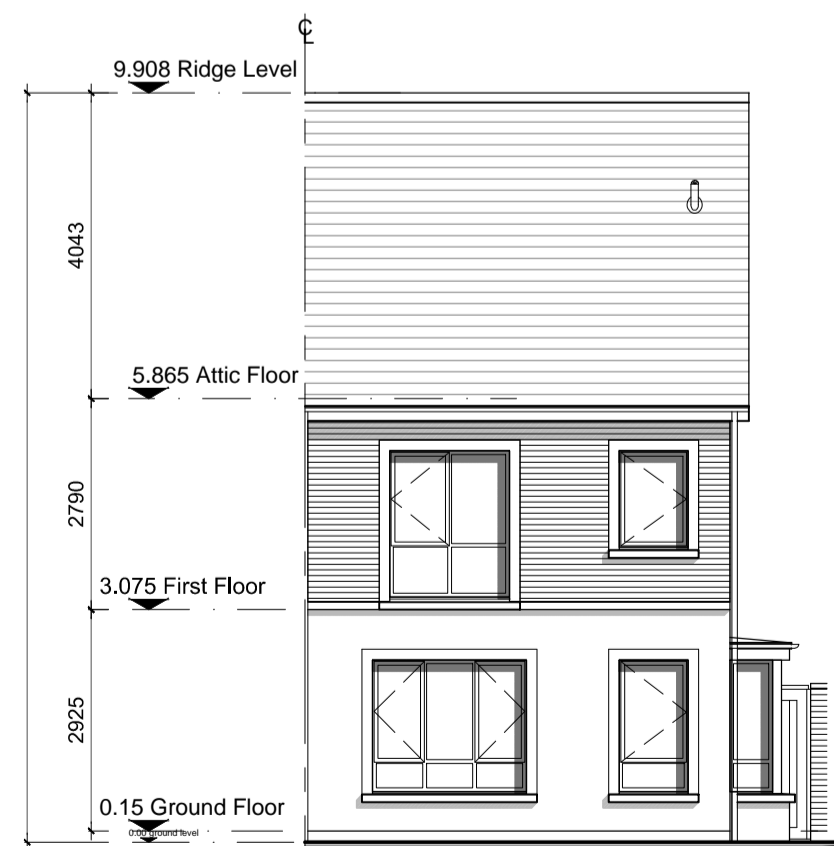 ℄
9.908 Ridge Level
4043
5.865 Attic Floor
2790
3.075 First Floor
2925
0.15 Ground Floor
0.00 ground level